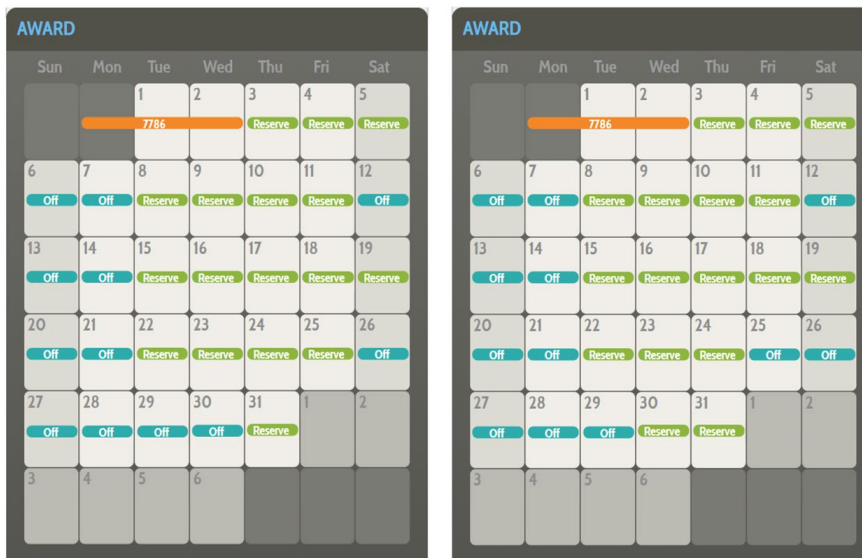 AWARD
Sun Mon Tue Wed Thu Fri Sat
1 2 3 4 5
7786 Reserve Reserve Reserve
6 7 8 9 10 11 12
Off Off Reserve Reserve Reserve Reserve Off
13 14 15 16 17 18 19
Off Off Reserve Reserve Reserve Reserve Reserve
20 21 22 23 24 25 26
Off Off Reserve Reserve Reserve Reserve Off
27 28 29 30 31 1 2
Off Off Off Off Reserve
3 4 5 6
AWARD
Sun Mon Tue Wed Thu Fri Sat
1 2 3 4 5
7786 Reserve Reserve Reserve
6 7 8 9 10 11 12
Off Off Reserve Reserve Reserve Reserve Off
13 14 15 16 17 18 19
Off Off Reserve Reserve Reserve Reserve Reserve
20 21 22 23 24 25 26
Off Off Reserve Reserve Reserve Off Off
27 28 29 30 31 1 2
Off Off Off Reserve Reserve
3 4 5 6